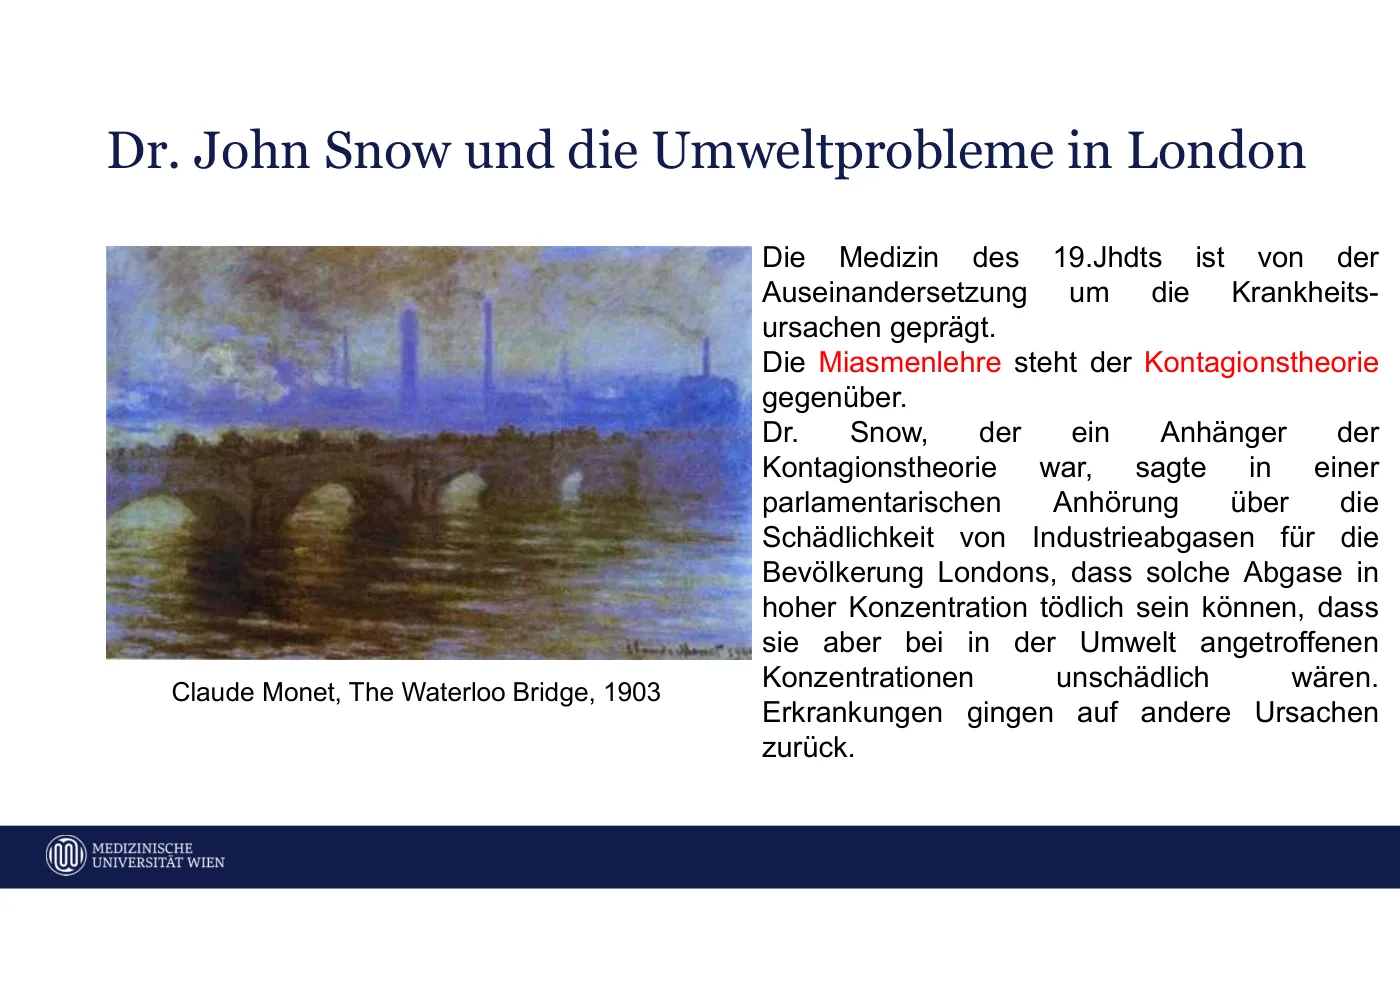 Dr. John Snow und die Umweltprobleme in London
Die Medizin des 19.Jhdts ist von der
Auseinandersetzung um die Krankheits-
ursachen geprägt.
Die Miasmenlehre steht der Kontagionstheorie
gegenüber.
Dr. Snow, der ein Anhänger der
Kontagionstheorie war, sagte in einer
parlamentarischen Anhörung über die
Schädlichkeit von Industrieabgasen für die
Bevölkerung Londons, dass solche Abgase in
hoher Konzentration tödlich sein können, dass
sie aber bei in der Umwelt angetroffenen
Konzentrationen unschädlich wären.
Erkrankungen gingen auf andere Ursachen
zurück.
Claude Monet, The Waterloo Bridge, 1903
MEDIZINISCHE
UNIVERSITÄT WIEN